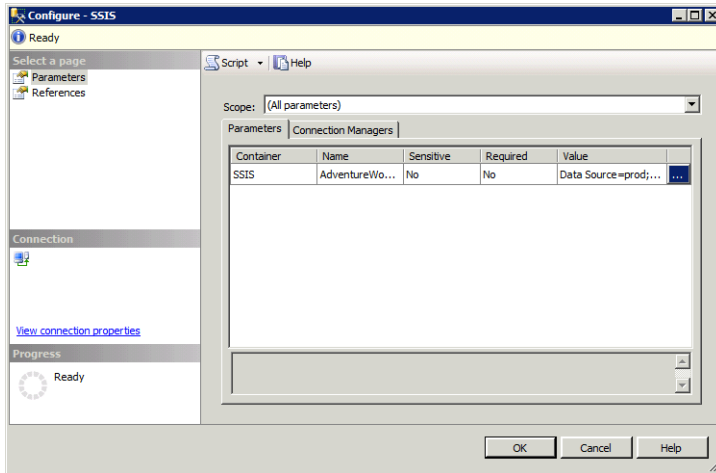 Configure - SSIS
Ready
Select a page
Parameters
References
Script Help
Scope: (All parameters)
Parameters Connection Managers
Container Name Sensitive Required Value
SSIS AdventureWo... No No Data Source=prod;... ...
Connection
View connection properties
Progress
Ready
OK Cancel Help